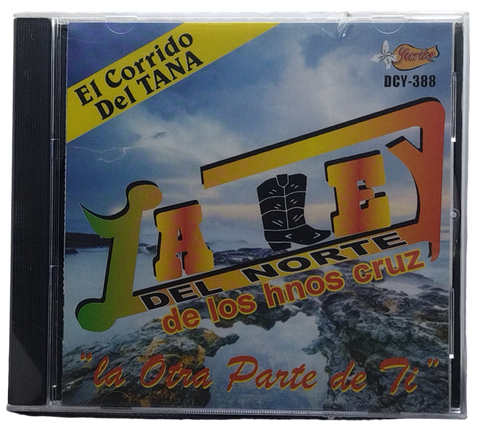 El Corrido
Del TANA
DCY-388
LA LEY
DEL NORTE
de los hnos cruz
"la Otra Parte de Ti"